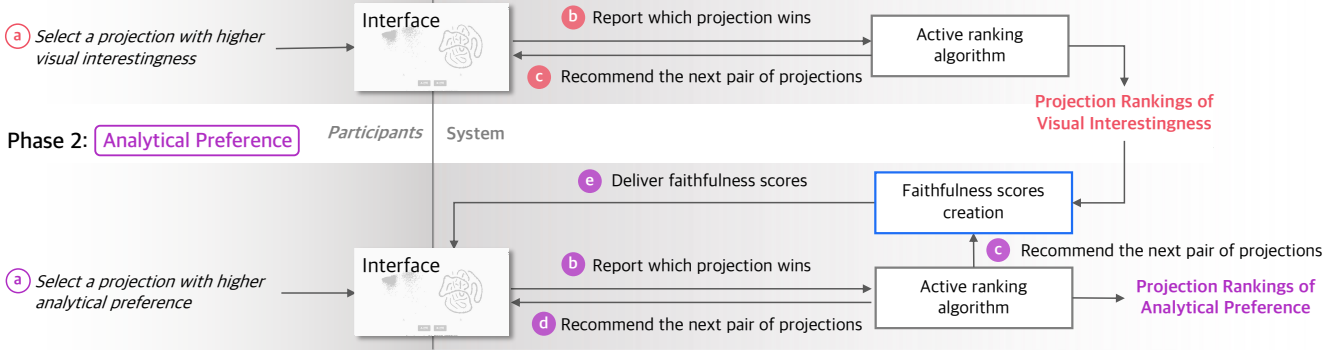 a Select a projection with higher
visual interestingness
Interface
b Report which projection wins
c Recommend the next pair of projections
Active ranking
algorithm
Projection Rankings of
Visual Interestingness
Phase 2: Analytical Preference
Participants System
e Deliver faithfulness scores
Faithfulness scores
creation
c Recommend the next pair of projections
a Select a projection with higher
analytical preference
Interface
b Report which projection wins
d Recommend the next pair of projections
Active ranking
algorithm
Projection Rankings of
Analytical Preference